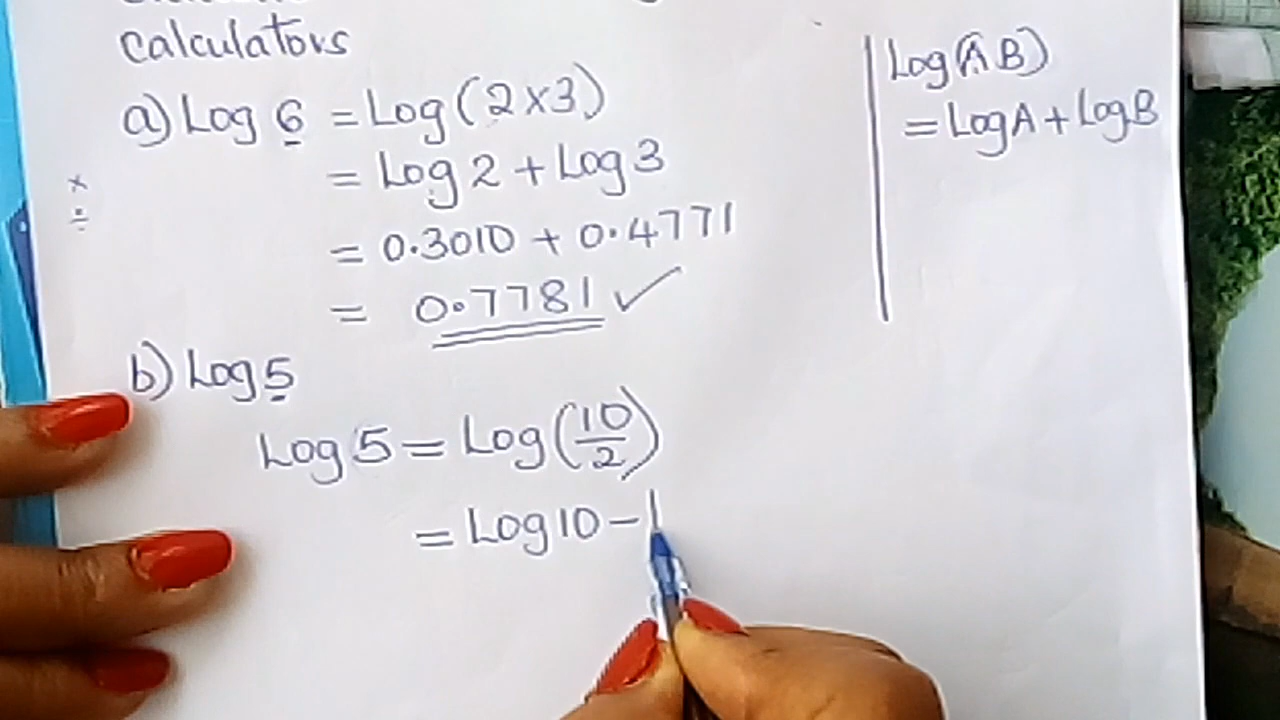 calculators
a) Log 6 = Log (2×3)
= Log 2 + Log 3
= 0.3010 + 0.4771
= 0.7781 ✓
Log(AB)
= Log A + Log B
×
÷
b) Log 5
Log 5 = Log (10/2)
= Log 10 -